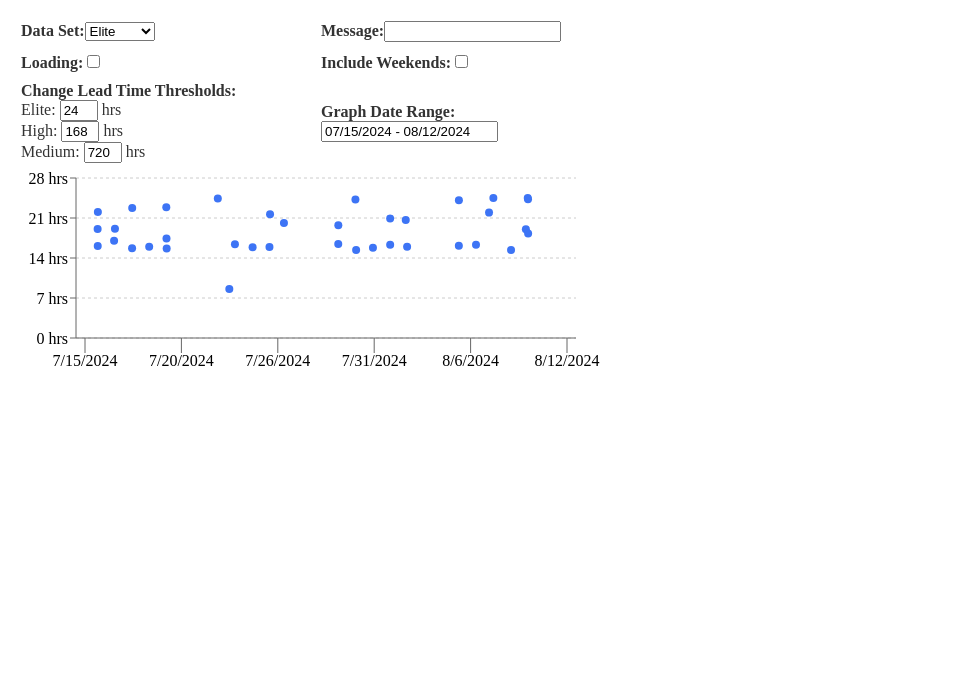 Data Set: Elite
Message:
Loading:
Include Weekends:
Change Lead Time Thresholds:
Elite: 24 hrs
High: 168 hrs
Medium: 720 hrs
Graph Date Range:
07/15/2024 - 08/12/2024
28 hrs
21 hrs
14 hrs
7 hrs
0 hrs
7/15/2024 7/20/2024 7/26/2024 7/31/2024 8/6/2024 8/12/2024